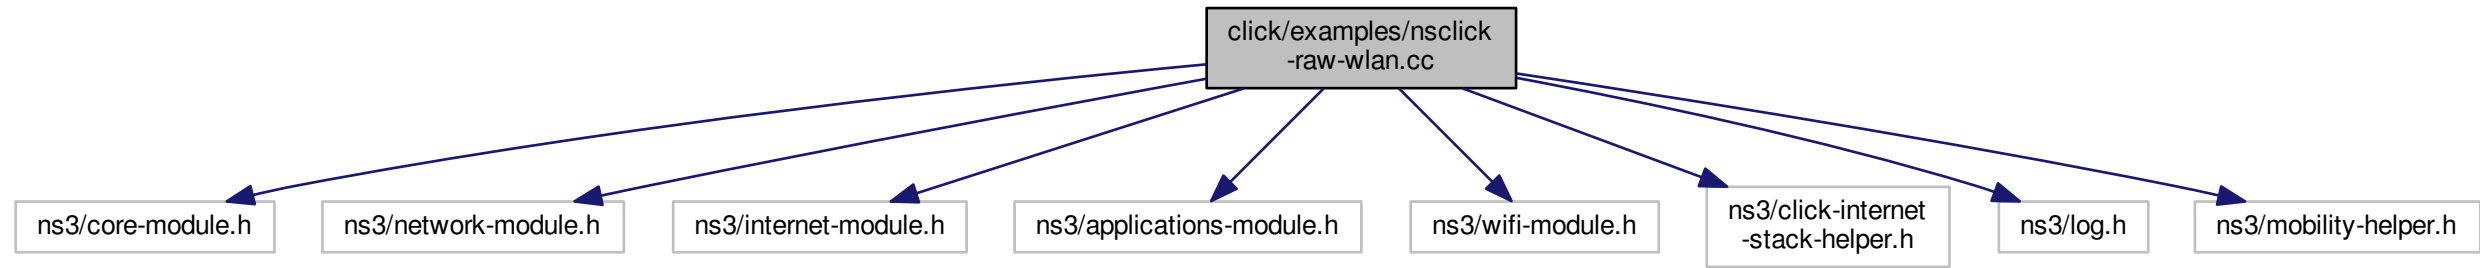 click/examples/nsclick
-raw-wlan.cc
ns3/core-module.h
ns3/network-module.h
ns3/internet-module.h
ns3/applications-module.h
ns3/wifi-module.h
ns3/click-internet
-stack-helper.h
ns3/log.h
ns3/mobility-helper.h